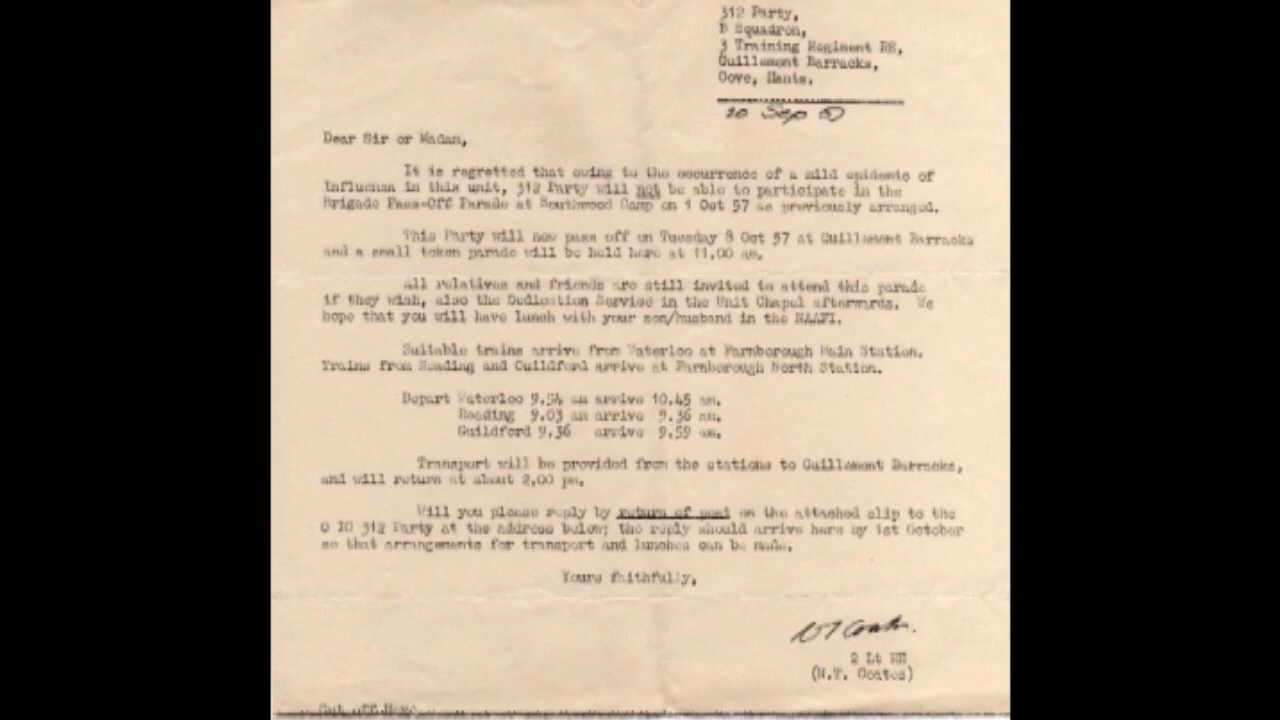 312 Party,
B Squadron,
3 Training Regiment RE,
Guillemont Barracks,
Cove, Hants.
20 Sep 57
Dear Sir or Madam,
It is regretted that owing to the occurrence of a mild epidemic of
Influenza in this unit, 312 Party will not be able to participate in the
Brigade Pass-Off Parade at Southwood Camp on 1 Oct 57 as previously arranged.
This Party will now pass off on Tuesday 8 Oct 57 at Guillemont Barracks
and a small token parade will be held here at 11.00 am.
All relatives and friends are still invited to attend this parade
if they wish, also the Dedication Service in the Unit Chapel afterwards. We
hope that you will have lunch with your son/husband in the NAAFI.
Suitable trains arrive from Waterloo at Farnborough Main Station.
Trains from Reading and Guildford arrive at Farnborough North Station.
Depart Waterloo 9.54 am arrive 10.45 am.
Reading 9.03 am arrive 9.36 am.
Guildford 9.36 arrive 9.59 am.
Transport will be provided from the stations to Guillemont Barracks,
and will return at about 2.00 pm.
Will you please reply by return of post on the attached slip to the
O IC 312 Party at the address below; the reply should arrive here by 1st October
so that arrangements for transport and lunches can be made.
Yours faithfully,
NT Coates.
2 Lt RE
(N.T. Coates)
Cut off Here